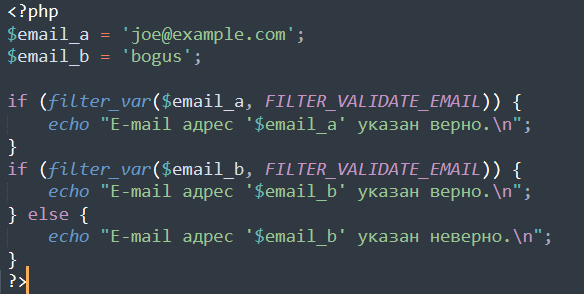 <?php
$email_a = 'joe@example.com';
$email_b = 'bogus';
if (filter_var($email_a, FILTER_VALIDATE_EMAIL)) {
echo "E-mail адрес '$email_a' указан верно.\n";
}
if (filter_var($email_b, FILTER_VALIDATE_EMAIL)) {
echo "E-mail адрес '$email_b' указан верно.\n";
} else {
echo "E-mail адрес '$email_b' указан неверно.\n";
}
?>